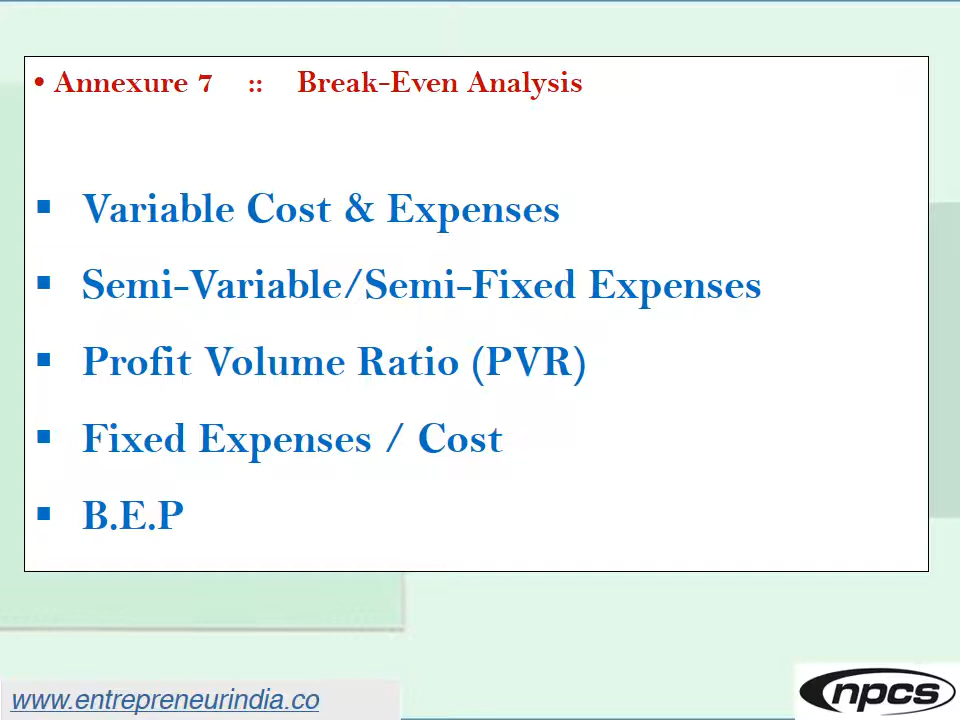 • Annexure 7 :: Break-Even Analysis
▪ Variable Cost & Expenses
▪ Semi-Variable/Semi-Fixed Expenses
▪ Profit Volume Ratio (PVR)
▪ Fixed Expenses / Cost
▪ B.E.P
www.entrepreneurindia.co
npcs